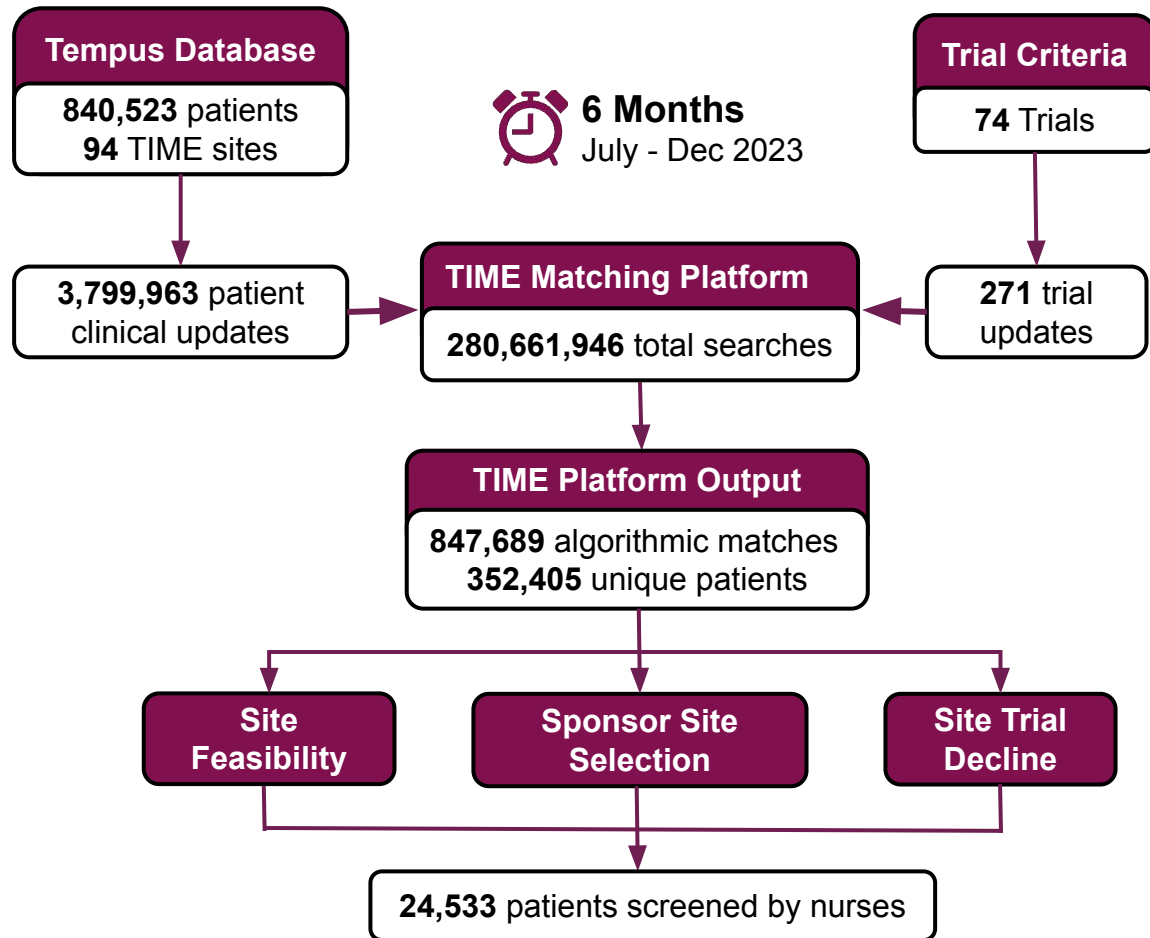 Tempus Database
840,523 patients
94 TIME sites
6 Months
July - Dec 2023
Trial Criteria
74 Trials
3,799,963 patient
clinical updates
TIME Matching Platform
280,661,946 total searches
271 trial
updates
TIME Platform Output
847,689 algorithmic matches
352,405 unique patients
Site
Feasibility
Sponsor Site
Selection
Site Trial
Decline
24,533 patients screened by nurses